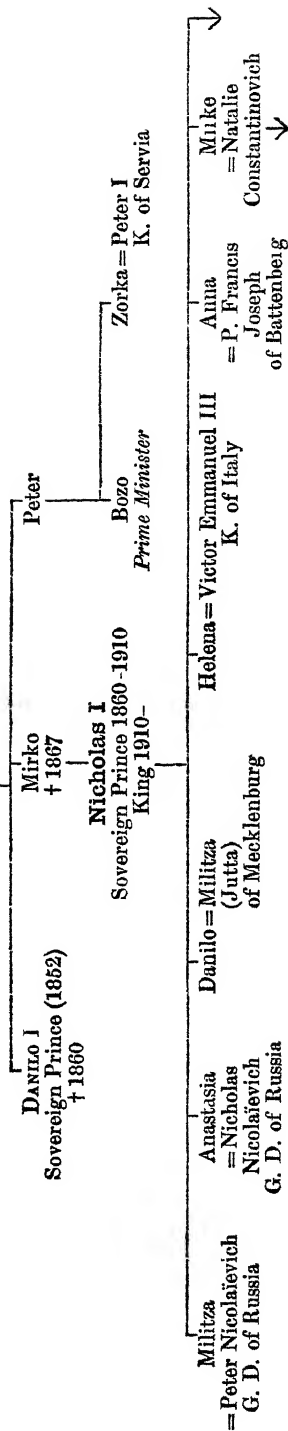 DANILO I
Sovereign Prince (1852)
†1860
Mirko
†1867
Peter
Nicholas I
Sovereign Prince 1860-1910
King 1910-
Bozo
Prime Minister
Zorka=Peter I
K. of Servia
Militza
=Peter Nicolaïevich
G. D. of Russia
Anastasia
=Nicholas
Nicolaïevich
G. D. of Russia
Danilo=Militza
(Jutta)
of Mecklenburg
Helena=Victor Emmanuel III
K. of Italy
Anna
=P. Francis
Joseph
of Battenberg
Mirko
=Natalie
Constantinovich